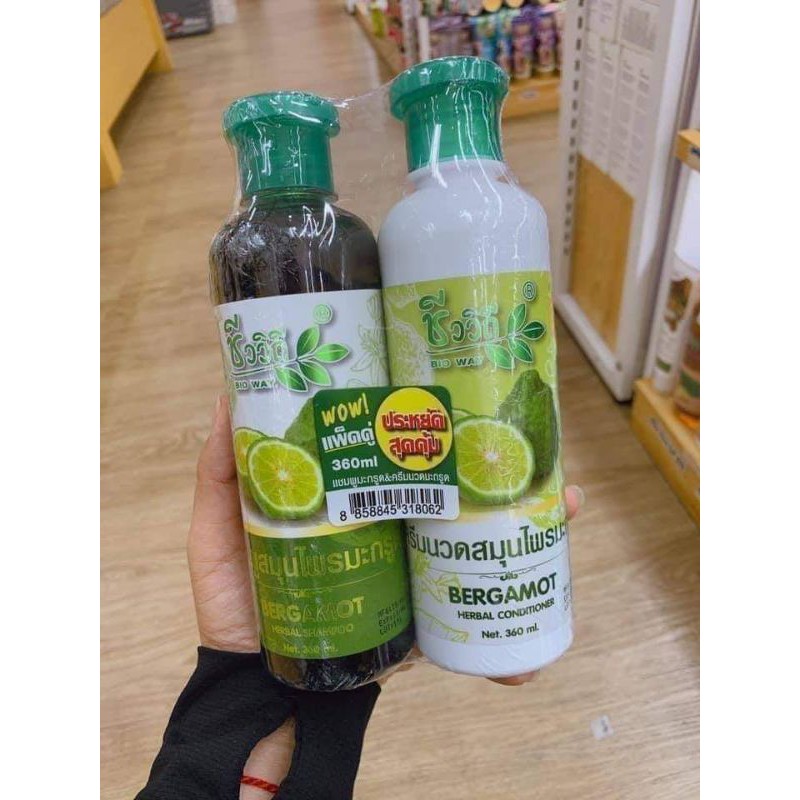 ชีววิถี
BIO WAY
สมุนไพรมะกรูด
BERGAMOT
HERBAL SHAMPOO
Net. 360 ml.
WOW!
แพ็คคู่
360ml
ประหยัด
สุดคุ้ม
แชมพูมะกรูด&ครีมนวดมะกรูด
8 858845 318062
®
ชีววิถี
BIO WAY
ครีมนวดสมุนไพรมะ
BERGAMOT
HERBAL CONDITIONER
Net. 360 ml.